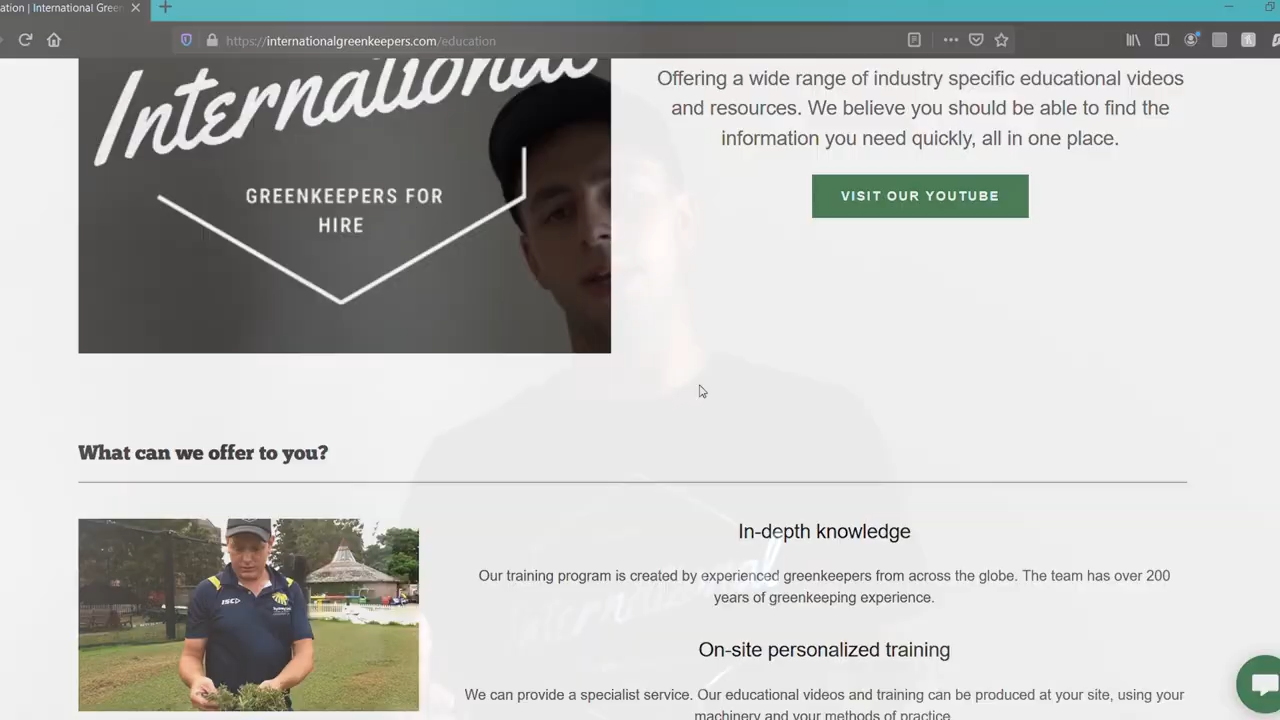 ation | International Green
https://internationalgreenkeepers.com/education
International
GREENKEEPERS FOR
HIRE
Offering a wide range of industry specific educational videos
and resources. We believe you should be able to find the
information you need quickly, all in one place.
VISIT OUR YOUTUBE
What can we offer to you?
ISC
In-depth knowledge
Our training program is created by experienced greenkeepers from across the globe. The team has over 200
years of greenkeeping experience.
On-site personalized training
We can provide a specialist service. Our educational videos and training can be produced at your site, using your
machinery and your methods of practice